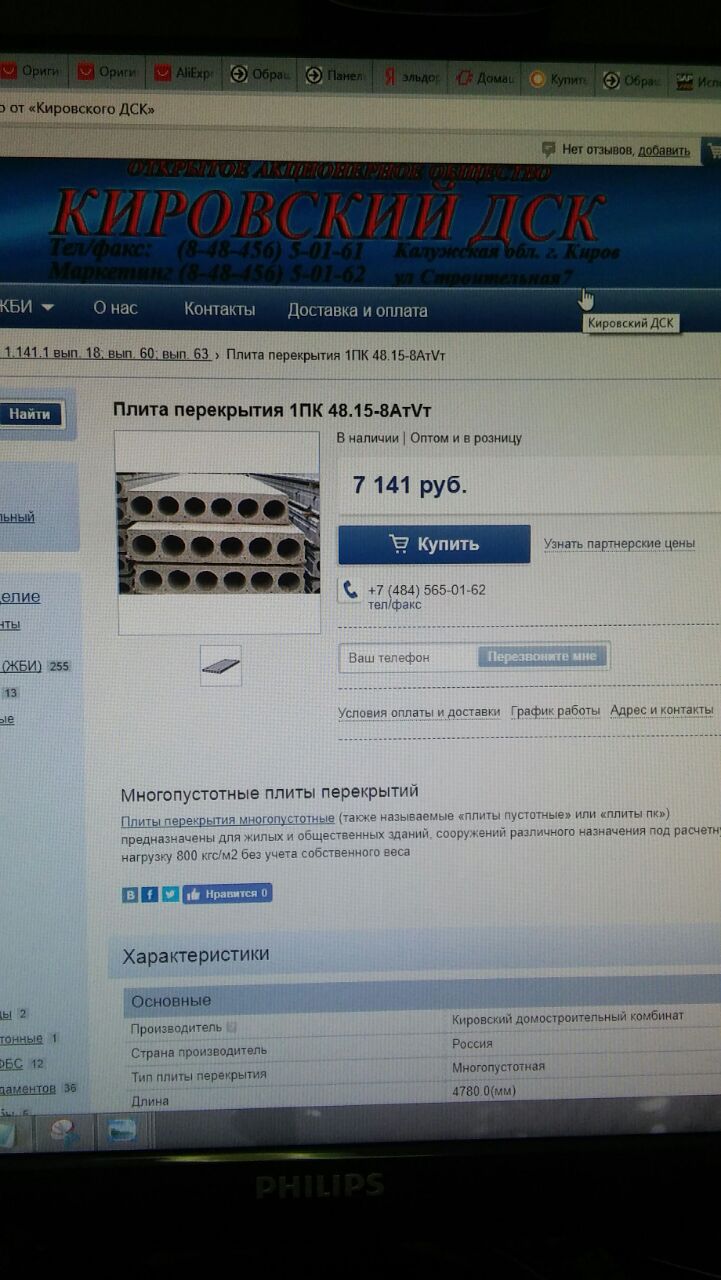 Ориги
Ориги
AliExpr
Обращ
Панел
эльдор
Домац
Купить
Обращ
о от «Кировского ДСК»
Нет отзывов, добавить
ОТКРЫТОЕ АКЦИОНЕРНОЕ ОБЩЕСТВО
КИРОВСКИЙ ДСК
Тел/факс: (8-48-456) 5-01-61 Калужская обл. г. Киров
Маркетинг (8-48-456) 5-01-62 ул Строительная7
ЖБИ О нас Контакты Доставка и оплата
Кировский ДСК
1.141.1 вып. 18; вып. 60; вып. 63 › Плита перекрытия 1ПК 48.15-8АтVт
Найти
Плита перекрытия 1ПК 48.15-8АтVт
В наличии | Оптом и в розницу
7 141 руб.
Купить
Узнать партнерские цены
+7 (484) 565-01-62
тел/факс
Ваш телефон Перезвоните мне
Условия оплаты и доставки График работы Адрес и контакты
льный
елие
нты
(ЖБИ) 255
13
ые
Многопустотные плиты перекрытий
Плиты перекрытия многопустотные (также называемые «плиты пустотные» или «плиты пк»)
предназначены для жилых и общественных зданий, сооружений различного назначения под расчетну
нагрузку 800 кгс/м2 без учета собственного веса
В f Нравится 0
Характеристики
Основные
Производитель ? Кировский домостроительный комбинат
Страна производитель Россия
Тип плиты перекрытия Многопустотная
Длина 4780.0(мм)
ды 2
тонные 1
ФБС 12
даментов 36
PHILIPS